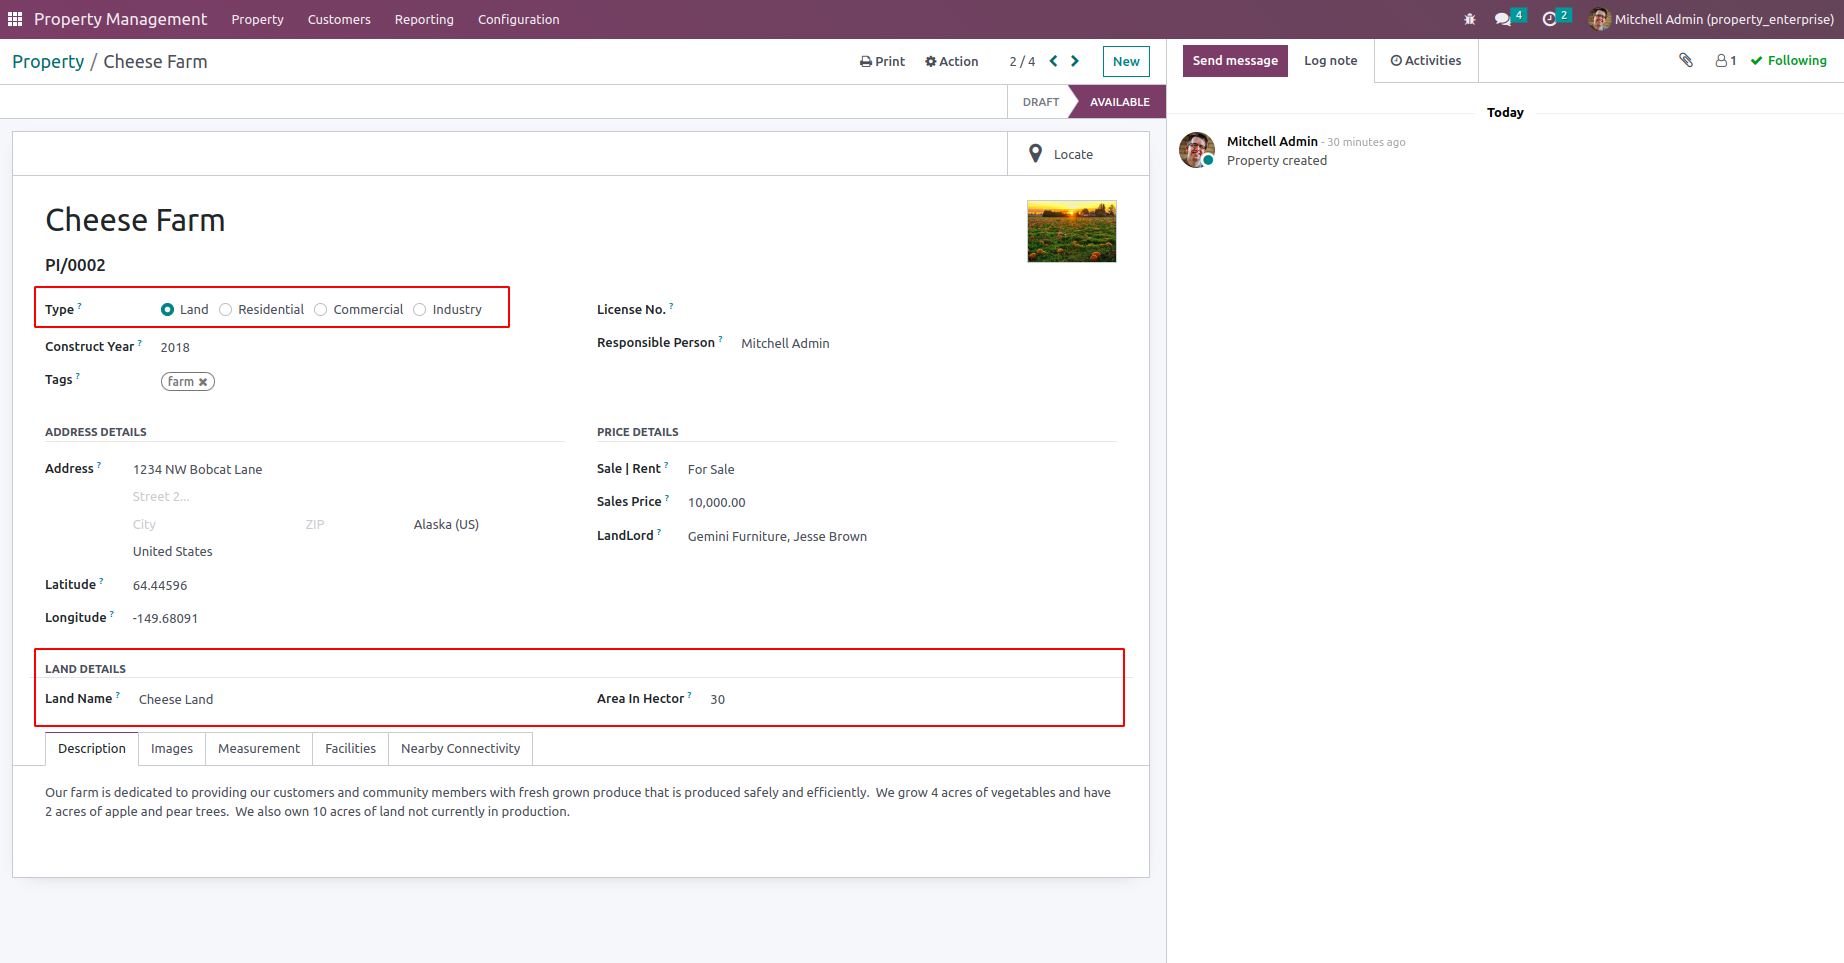 Property Management Property Customers Reporting Configuration 4 2 Mitchell Admin (property_enterprise)
Property / Cheese Farm Print Action 2 / 4 New
Send message Log note Activities 1 Following
DRAFT AVAILABLE
Today
Mitchell Admin - 30 minutes ago
Property created
Locate
Cheese Farm
PI/0002
Type ? Land Residential Commercial Industry
License No. ?
Construct Year ? 2018
Responsible Person ? Mitchell Admin
Tags ? farm ✖
ADDRESS DETAILS
Address ? 1234 NW Bobcat Lane
Street 2...
City ZIP Alaska (US)
United States
Latitude ? 64.44596
Longitude ? -149.68091
PRICE DETAILS
Sale | Rent ? For Sale
Sales Price ? 10,000.00
LandLord ? Gemini Furniture, Jesse Brown
LAND DETAILS
Land Name ? Cheese Land Area In Hector ? 30
Description Images Measurement Facilities Nearby Connectivity
Our farm is dedicated to providing our customers and community members with fresh grown produce that is produced safely and efficiently. We grow 4 acres of vegetables and have
2 acres of apple and pear trees. We also own 10 acres of land not currently in production.